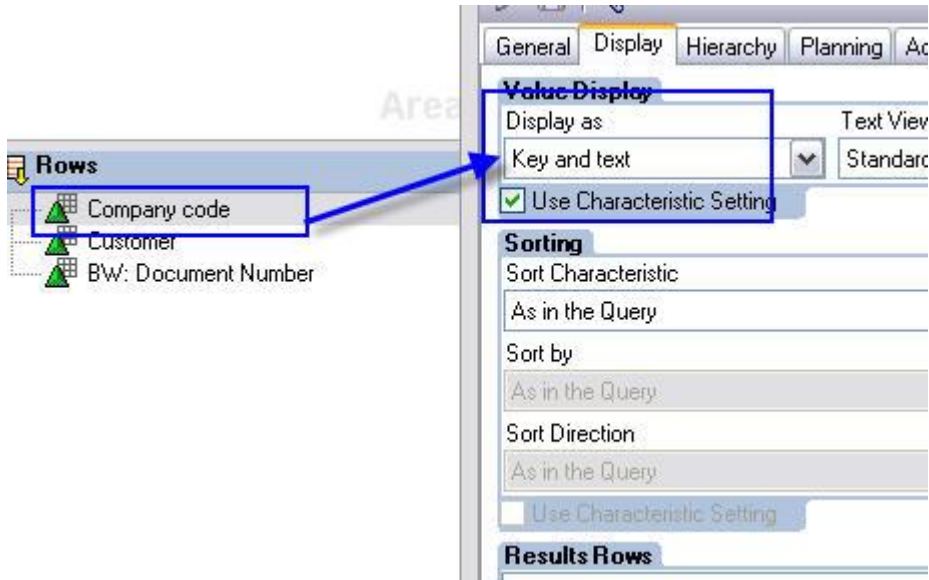 General Display Hierarchy Planning
Value Display
Display as Text View
Key and text Standard
Use Characteristic Setting
Sorting
Sort Characteristic
As in the Query
Sort by
As in the Query
Sort Direction
As in the Query
Use Characteristic Setting
Results Rows
Area
Rows
Company code
Customer
BW: Document Number